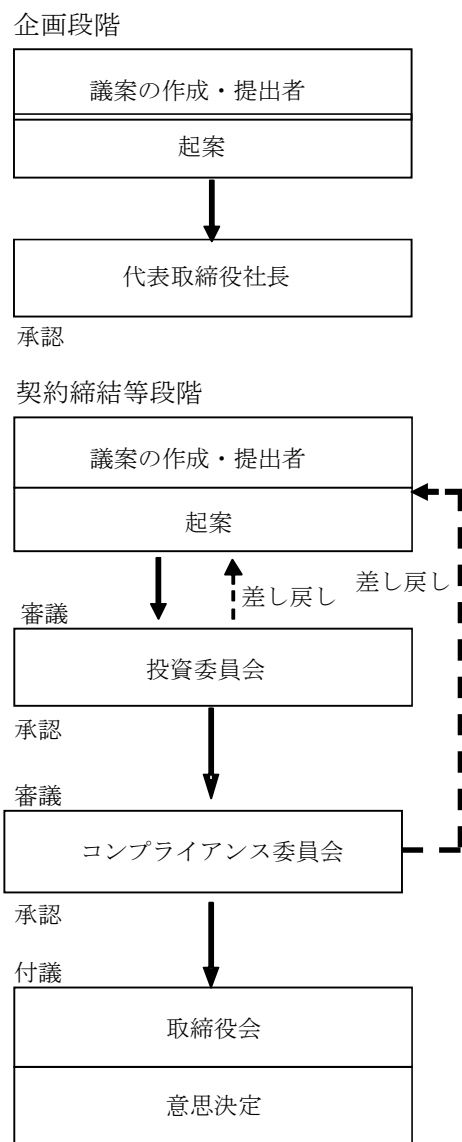 企画段階
議案の作成・提出者
起案
代表取締役社長
承認
契約締結等段階
議案の作成・提出者
起案
差し戻し
差し戻し
審議
投資委員会
承認
審議
コンプライアンス委員会
承認
付議
取締役会
意思決定